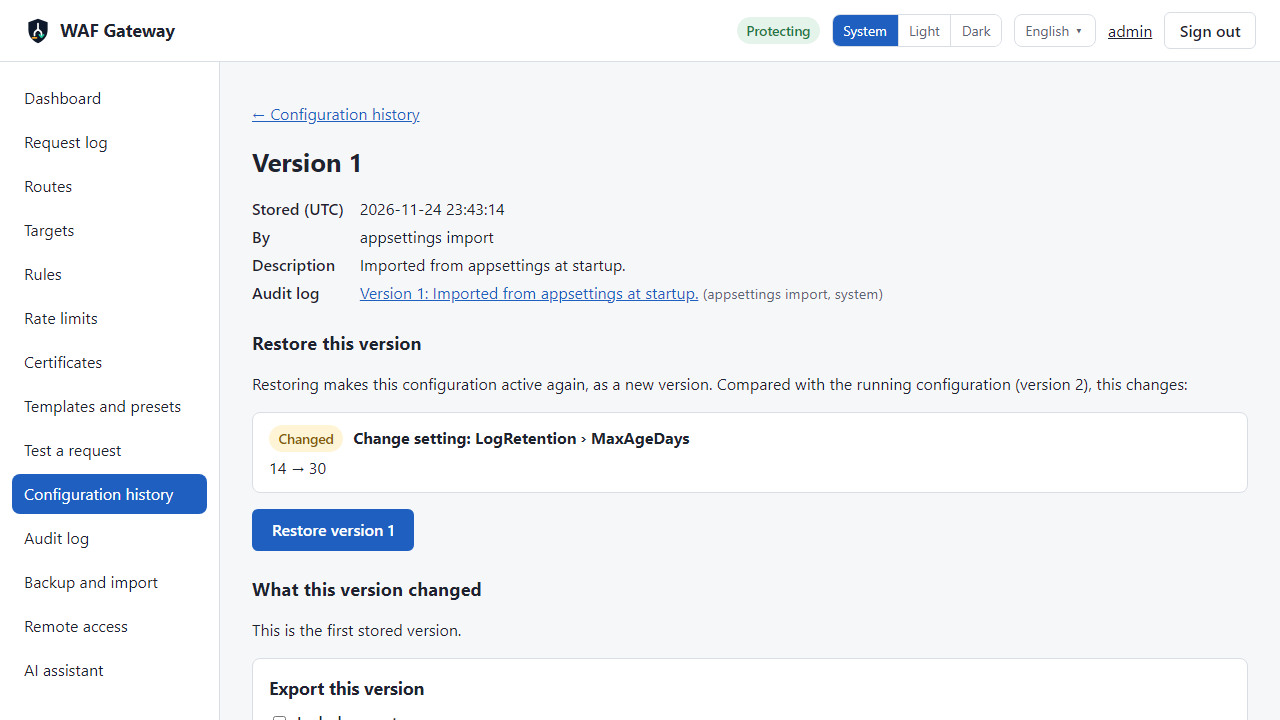 WAF Gateway
Protecting
System
Light
Dark
English ▼
admin
Sign out
Dashboard
Request log
Routes
Targets
Rules
Rate limits
Certificates
Templates and presets
Test a request
Configuration history
Audit log
Backup and import
Remote access
AI assistant
← Configuration history
Version 1
Stored (UTC) 2026-11-24 23:43:14
By appsettings import
Description Imported from appsettings at startup.
Audit log Version 1: Imported from appsettings at startup. (appsettings import, system)
Restore this version
Restoring makes this configuration active again, as a new version. Compared with the running configuration (version 2), this changes:
Changed Change setting: LogRetention › MaxAgeDays
14 → 30
Restore version 1
What this version changed
This is the first stored version.
Export this version